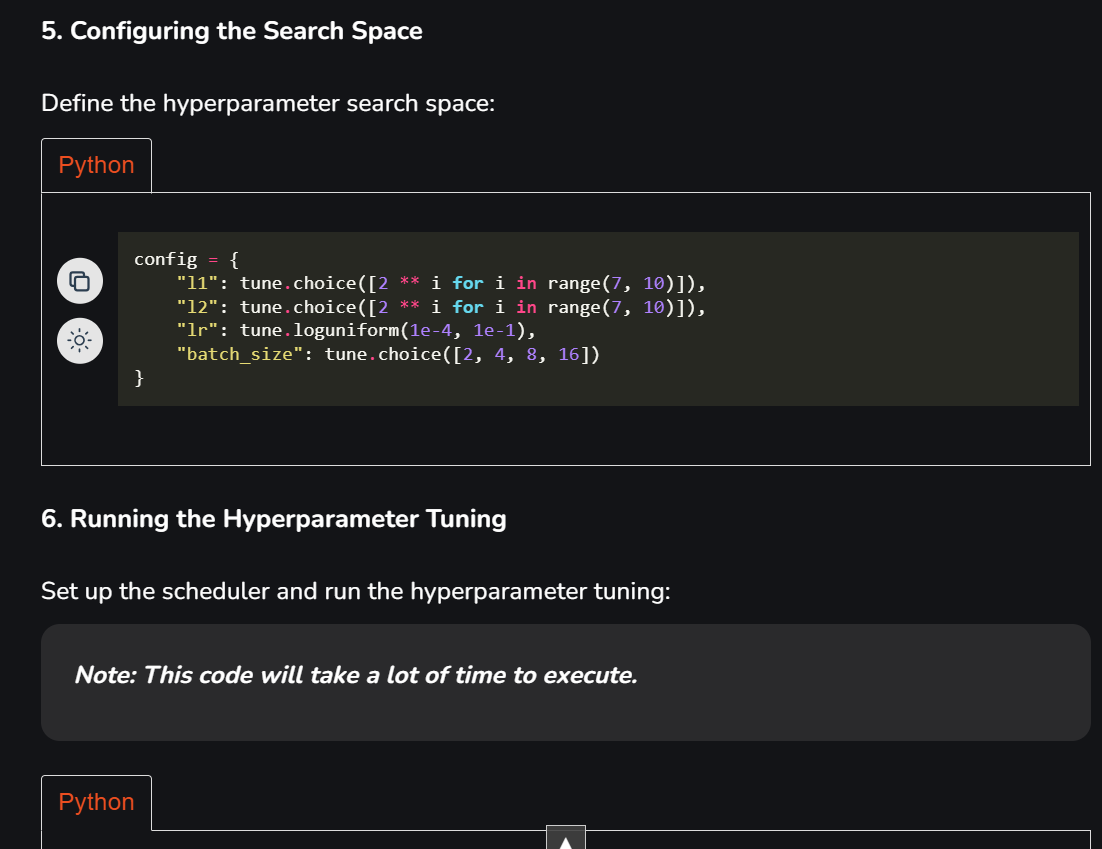 5. Configuring the Search Space
Define the hyperparameter search space:
Python
config = {
    "l1": tune.choice([2 ** i for i in range(7, 10)]),
    "l2": tune.choice([2 ** i for i in range(7, 10)]),
    "lr": tune.loguniform(1e-4, 1e-1),
    "batch_size": tune.choice([2, 4, 8, 16])
}
6. Running the Hyperparameter Tuning
Set up the scheduler and run the hyperparameter tuning:
Note: This code will take a lot of time to execute.
Python